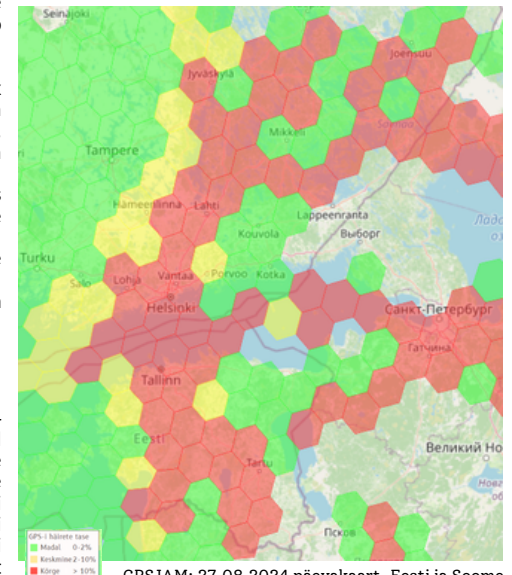 Seinäjoki
Joensuu
Jyväskylä
Mikkeli
Savonia
Tampere
Hämeenlinna
Lahti
Lappeenranta
Kouvola
Выборг
Turku
Salo
Lohja
Vantaa
Porvoo
Kotka
Helsinki
Санкт-Петербург
Гатчина
Tallinn
Eesti
Tartu
Великий Но
Псков
GPS-i häirete tase
Madal 0-2%
Keskmine 2-10%
Kõrge > 10%
GPSJAM: 27.08.2024 päevakaart. Eesti ja Soome